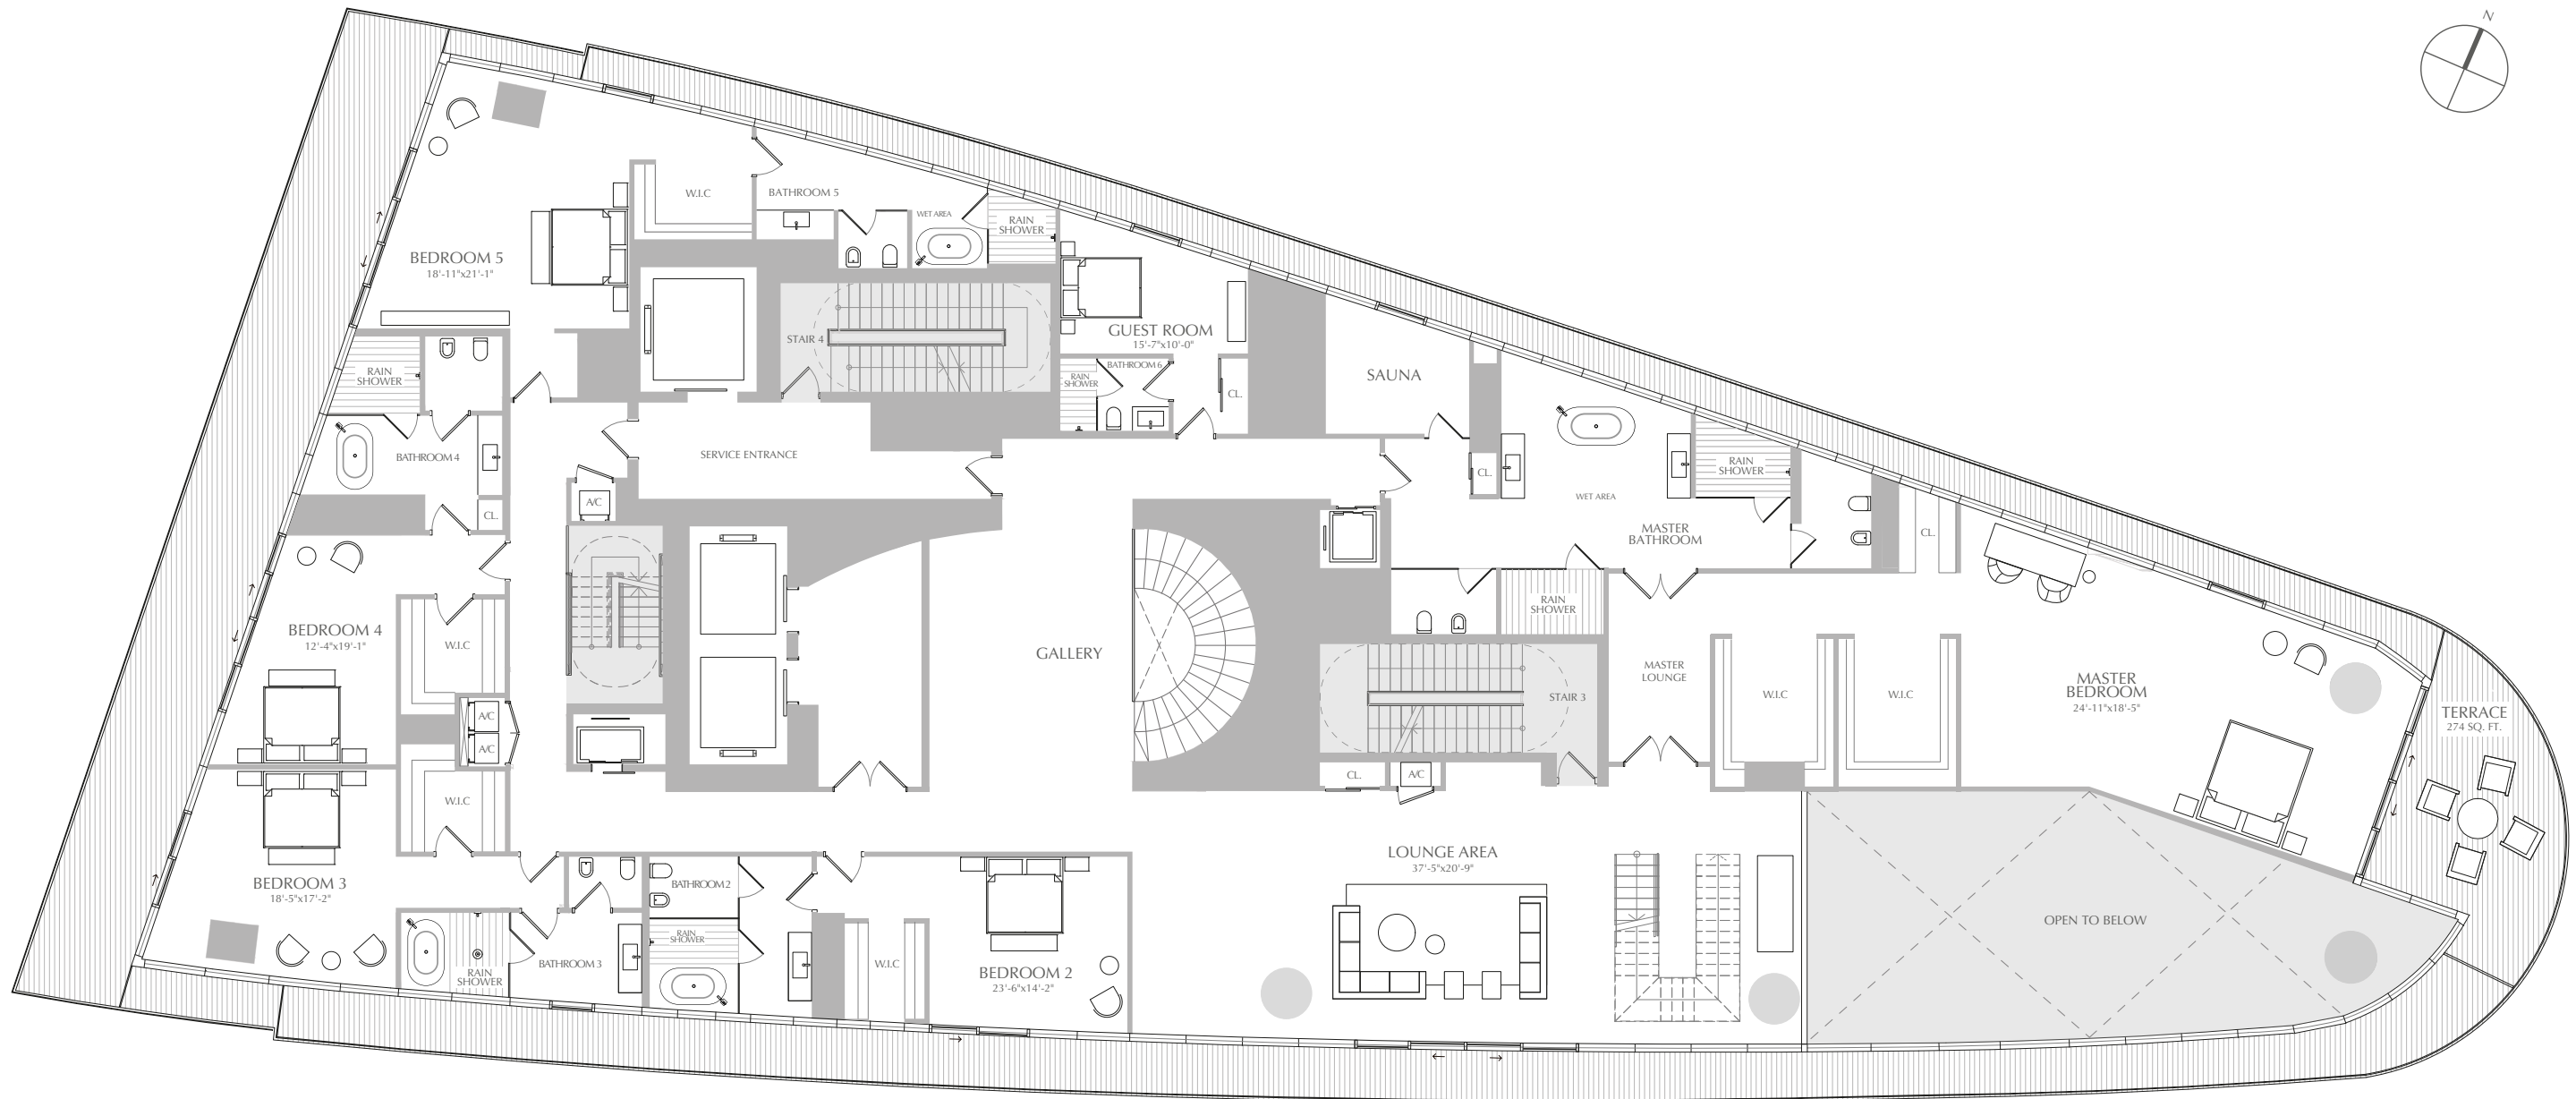 N
W.I.C
BATHROOM 5
WET AREA
RAIN
SHOWER
BEDROOM 5
18'-11"x21'-1"
STAIR 4
GUEST ROOM
15'-7"x10'-0"
BATHROOM 6
RAIN
SHOWER
CL.
SAUNA
RAIN
SHOWER
BATHROOM 4
CL.
SERVICE ENTRANCE
A/C
CL.
WET AREA
RAIN
SHOWER
MASTER
BATHROOM
CL.
RAIN
SHOWER
BEDROOM 4
12'-4"x19'-1"
W.I.C
GALLERY
MASTER
LOUNGE
STAIR 3
W.I.C
W.I.C
MASTER
BEDROOM
24'-11"x18'-5"
TERRACE
274 SQ. FT.
A/C
A/C
CL.
A/C
W.I.C
BEDROOM 3
18'-5"x17'-2"
BATHROOM 2
RAIN
SHOWER
LOUNGE AREA
37'-5"x20'-9"
OPEN TO BELOW
RAIN
SHOWER
BATHROOM 3
W.I.C
BEDROOM 2
23'-6"x14'-2"